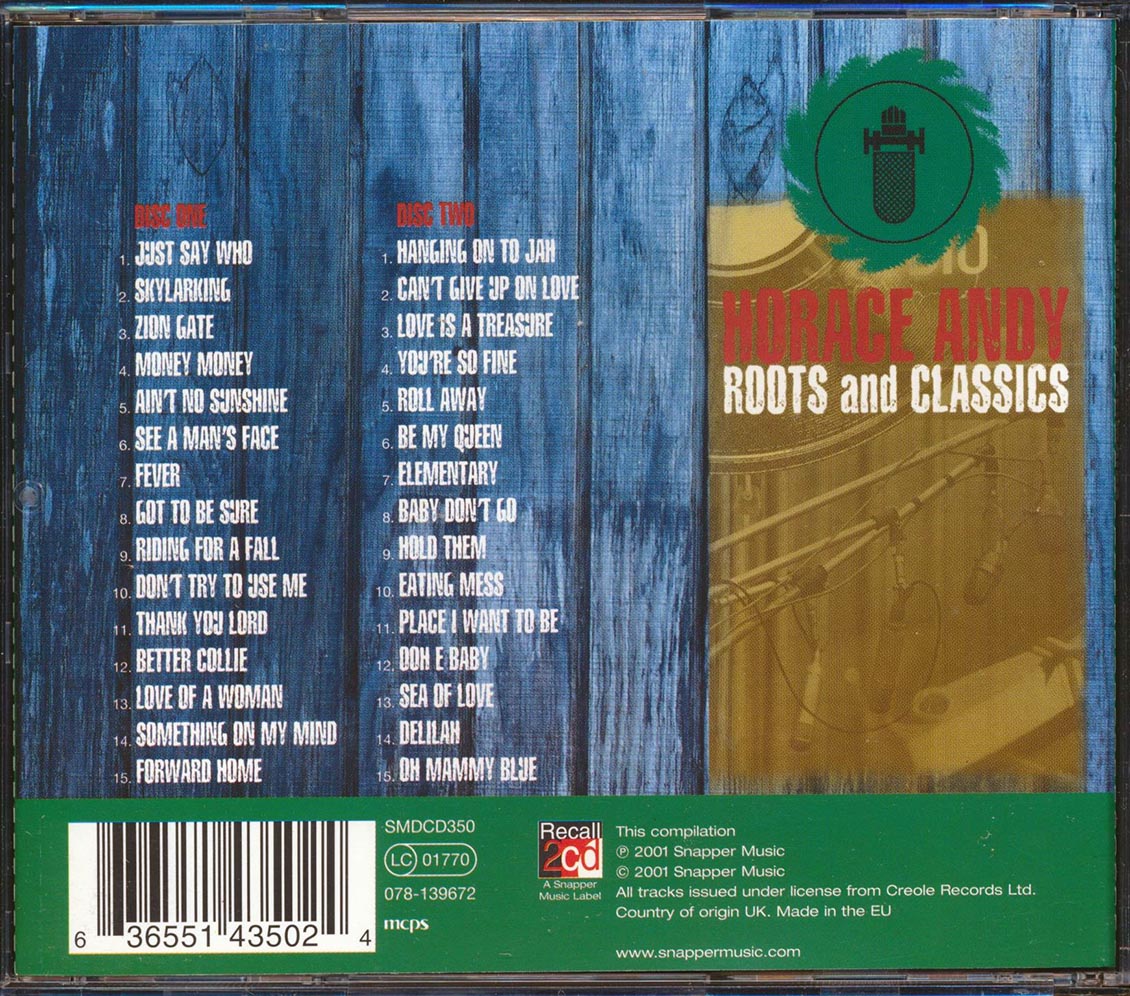 DISC ONE
1. JUST SAY WHO
2. SKYLARKING
3. ZION GATE
4. MONEY MONEY
5. AIN'T NO SUNSHINE
6. SEE A MAN'S FACE
7. FEVER
8. GOT TO BE SURE
9. RIDING FOR A FALL
10. DON'T TRY TO USE ME
11. THANK YOU LORD
12. BETTER COLLIE
13. LOVE OF A WOMAN
14. SOMETHING ON MY MIND
15. FORWARD HOME
DISC TWO
1. HANGING ON TO JAH
2. CAN'T GIVE UP ON LOVE
3. LOVE IS A TREASURE
4. YOU'RE SO FINE
5. ROLL AWAY
6. BE MY QUEEN
7. ELEMENTARY
8. BABY DON'T GO
9. HOLD THEM
10. EATING MESS
11. PLACE I WANT TO BE
12. OOH E BABY
13. SEA OF LOVE
14. DELILAH
15. OH MAMMY BLUE
HORACE ANDY
ROOTS and CLASSICS
6 36551 43502 4
SMDCD350
LC 01770
078-139672
mcps
Recall
2cd
A Snapper
Music Label
This compilation
℗ 2001 Snapper Music
© 2001 Snapper Music
All tracks issued under license from Creole Records Ltd.
Country of origin UK. Made in the EU
www.snappermusic.com